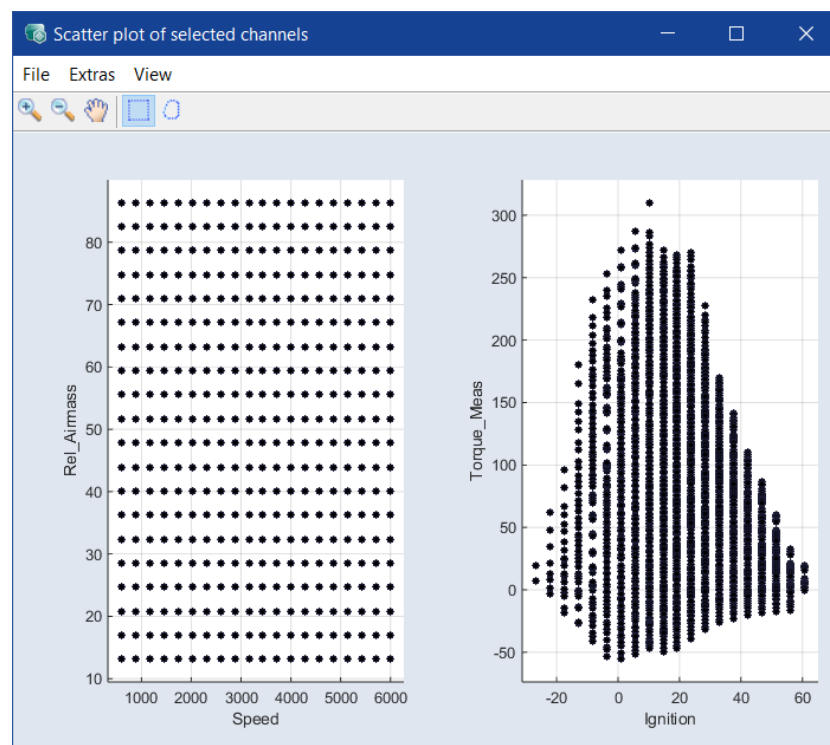 Scatter plot of selected channels
File Extras View
80
70
60
50
40
30
20
10
Rel_Airmass
1000 2000 3000 4000 5000 6000
Speed
300
250
200
150
100
50
0
-50
Torque_Meas
-20 0 20 40 60
Ignition